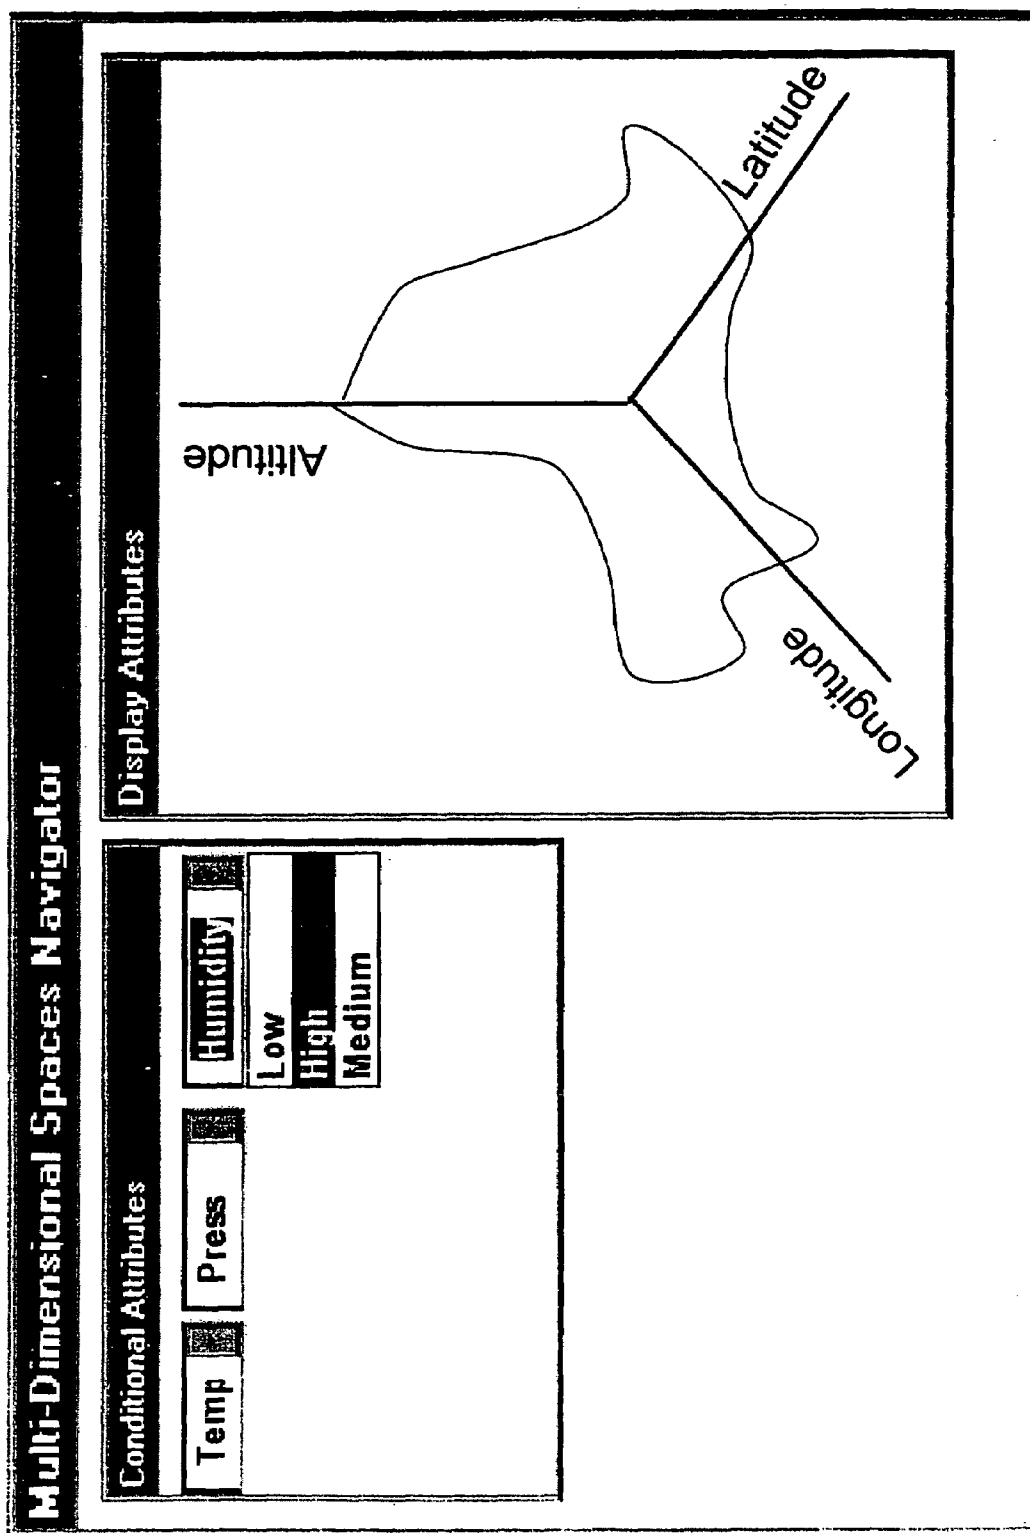 Multi-Dimensional Spaces Navigator
Conditional Attributes
Temp
Press
Humidity
Low
High
Medium
Display Attributes
Altitude
Longitude
Latitude